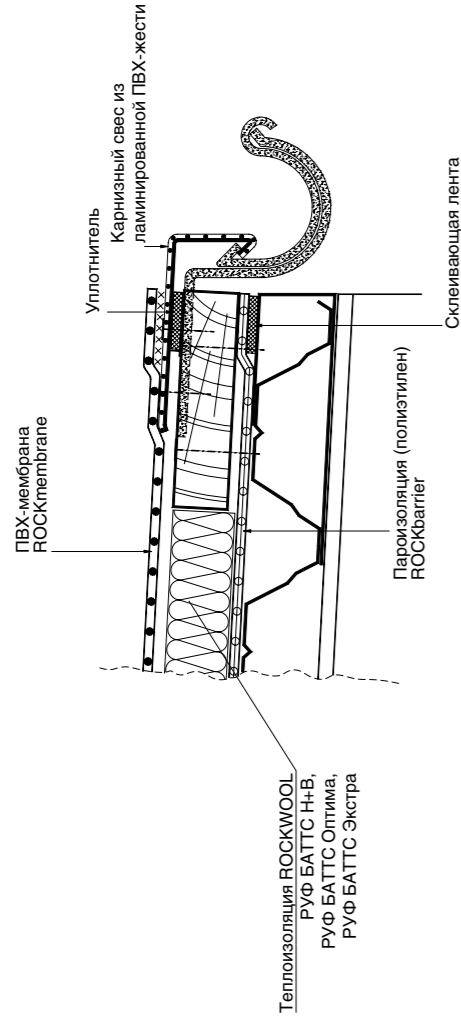 ПВХ-мембрана
ROCKmembrane
Уплотнитель
Карнизный свес из
ламинированной ПВХ-жести
Теплоизоляция ROCKWOOL
РУФ БАТТС Н+В,
РУФ БАТТС Оптима,
РУФ БАТТС Экстра
Пароизоляция (полиэтилен)
ROCKbarrier
Склеивающая лента